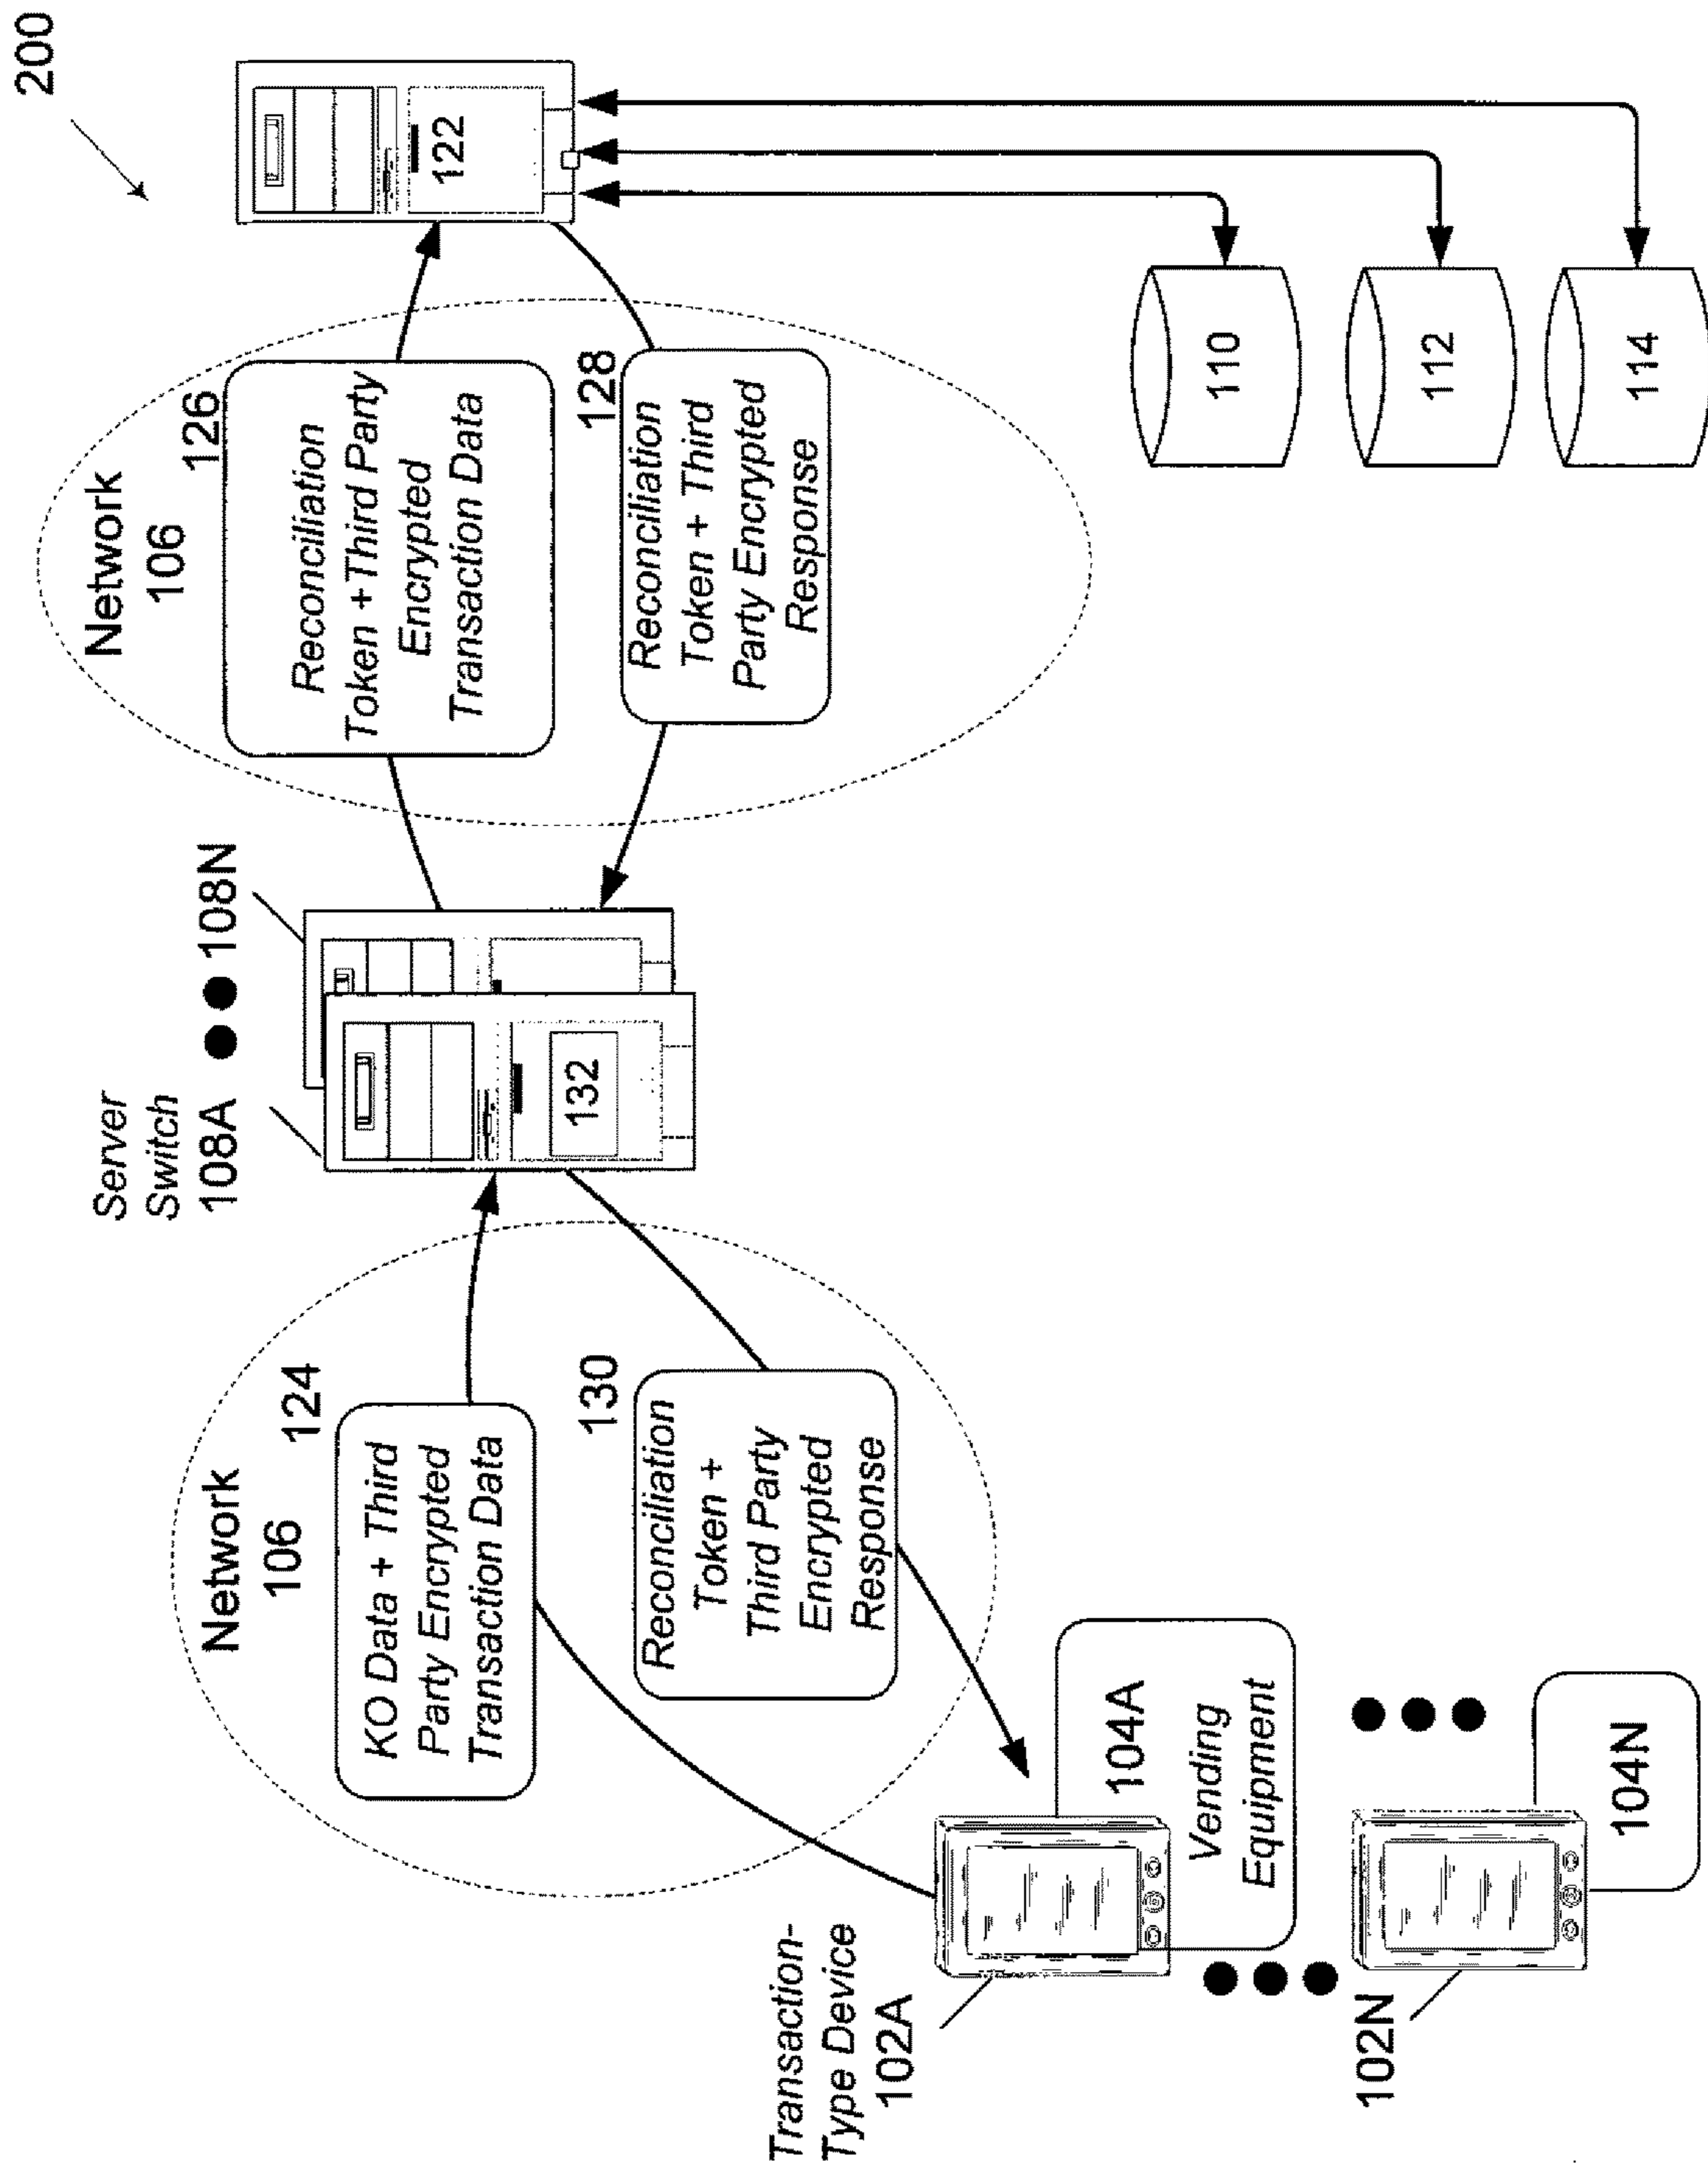 200
Network
106
126
Reconciliation
Token +Third Party
Encrypted
Transaction Data
128
Reconciliation
Token + Third
Party Encrypted
Response
122
110
112
114
Server
Switch
108A
108N
132
Network
106
124
KO Data + Third
Party Encrypted
Transaction Data
130
Reconciliation
Token +
Third Party
Encrypted
Response
Transaction-
Type Device
102A
104A
Vending
Equipment
102N
104N